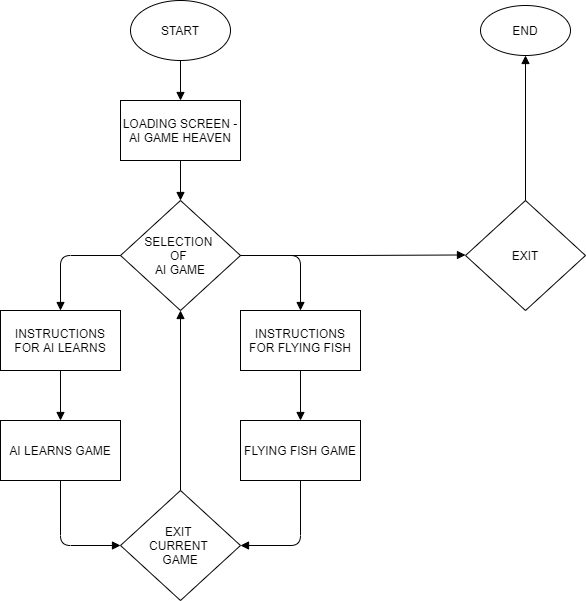 START
END
LOADING SCREEN -
AI GAME HEAVEN
SELECTION
OF
AI GAME
EXIT
INSTRUCTIONS
FOR AI LEARNS
INSTRUCTIONS
FOR FLYING FISH
AI LEARNS GAME
FLYING FISH GAME
EXIT
CURRENT
GAME